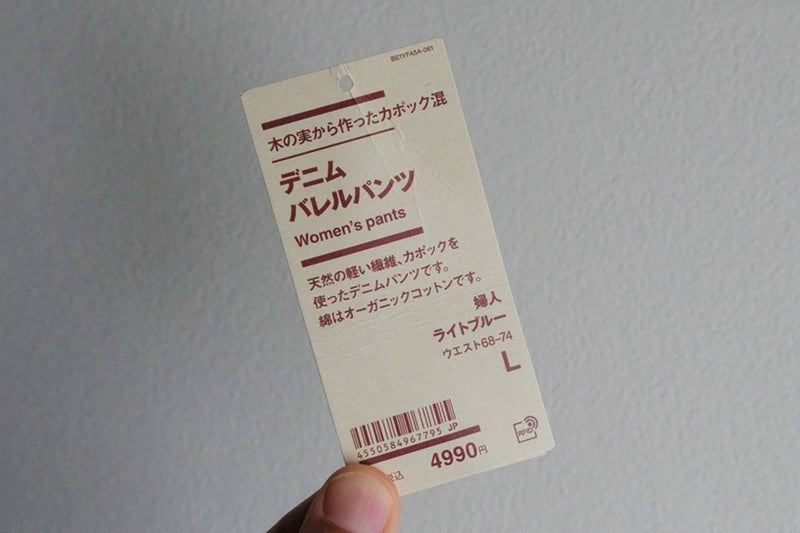 BE1YFA5A-061
木の実から作ったカポック混
デニム
バレルパンツ
Women's pants
天然の軽い繊維、カポックを
使ったデニムパンツです。
綿はオーガニックコットンです。
婦人
ライトブルー
ウエスト68-74
L
4550584967795 JP
RFID
税込 4990円